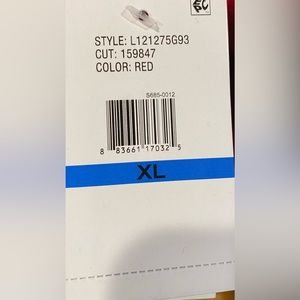 STYLE: L121275G93
CUT: 159847
COLOR: RED
S685-0012
8 83661 17032 5
XL